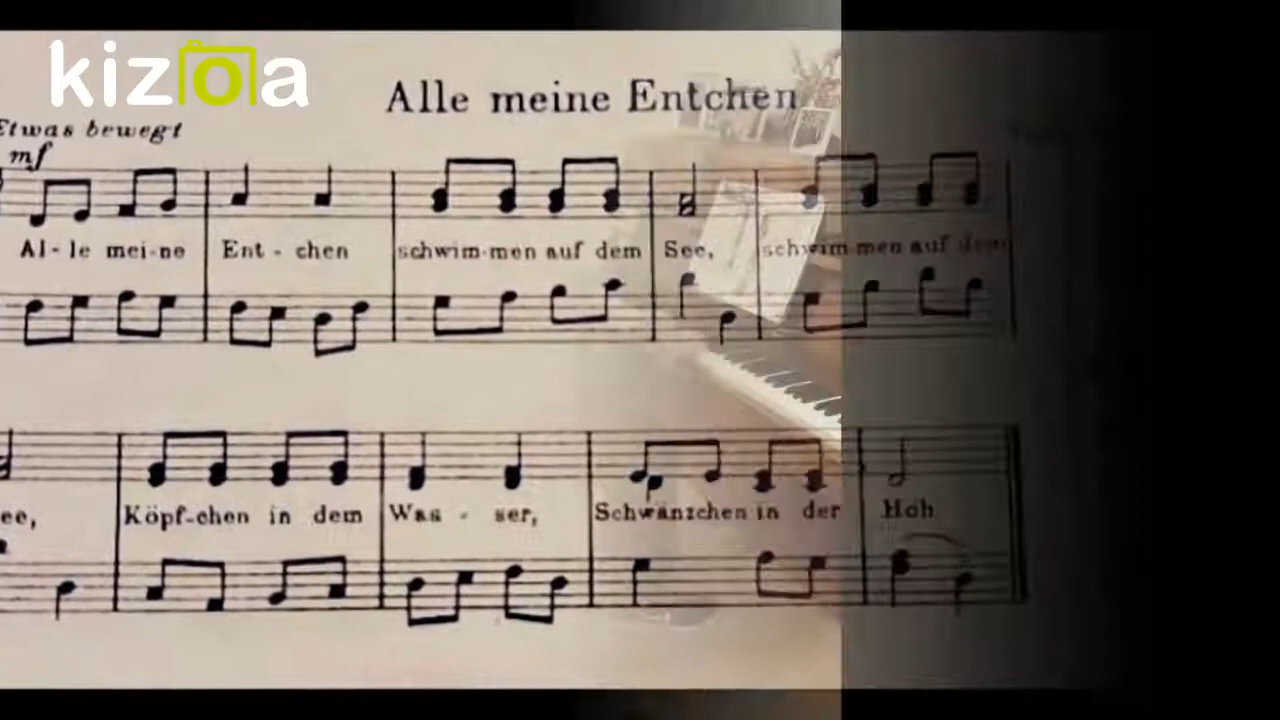 kizoa
Alle meine Entchen
Etwas bewegt
mf
Al - le mei - ne Ent - chen schwim - men auf dem See, schwim men auf dem
ee, Köpf - chen in dem Was - ser, Schwänzchen in der Höh